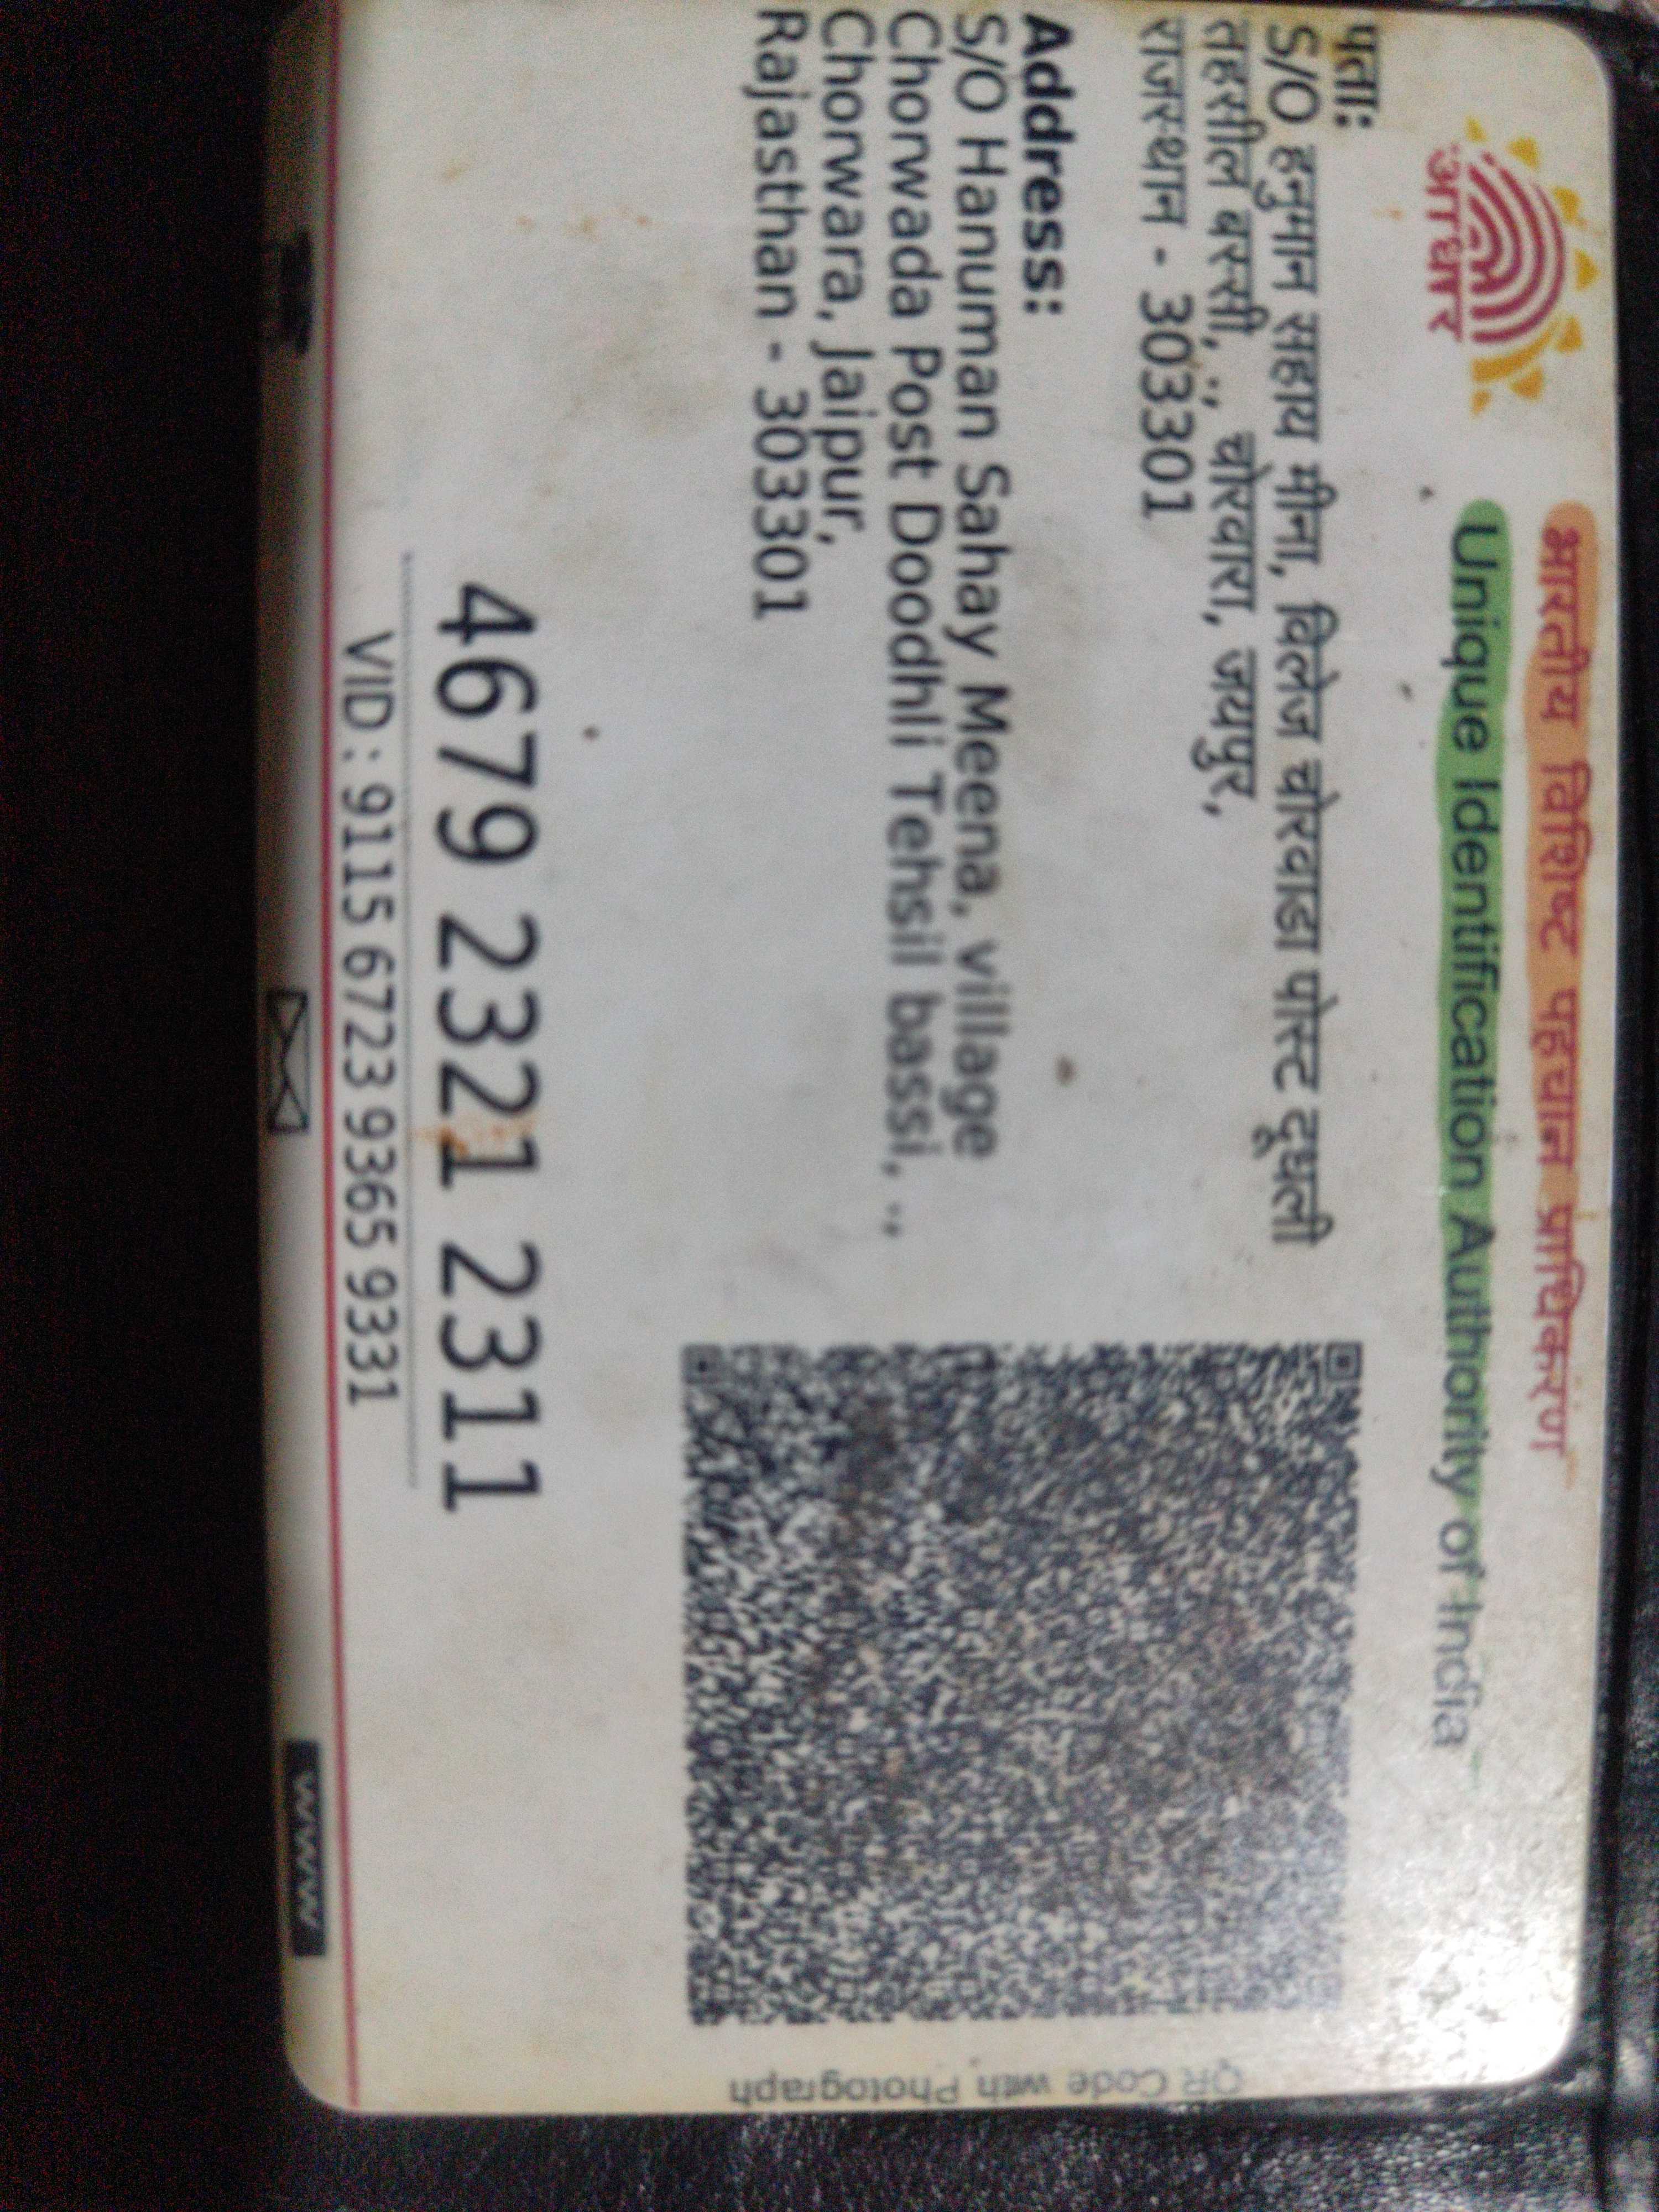 आधार
भारतीय विशिष्ट पहचान प्राधिकरण
Unique Identification Authority of India
पता:
S/O हनुमान सहाय मीना, विलेज चोरवाडा पोस्ट दूधली
तहससील बस्सी, ., चोरवारा, जयपुर,
राजस्थान - 303301
Address:
S/O Hanuman Sahay Meena, village
Chorwada Post Doodhli Tehsil bassi, .,
Chorwara, Jaipur,
Rajasthan - 303301
QR Code with Photograph
4679 2321 2311
VID : 9115 6723 9365 9331
www